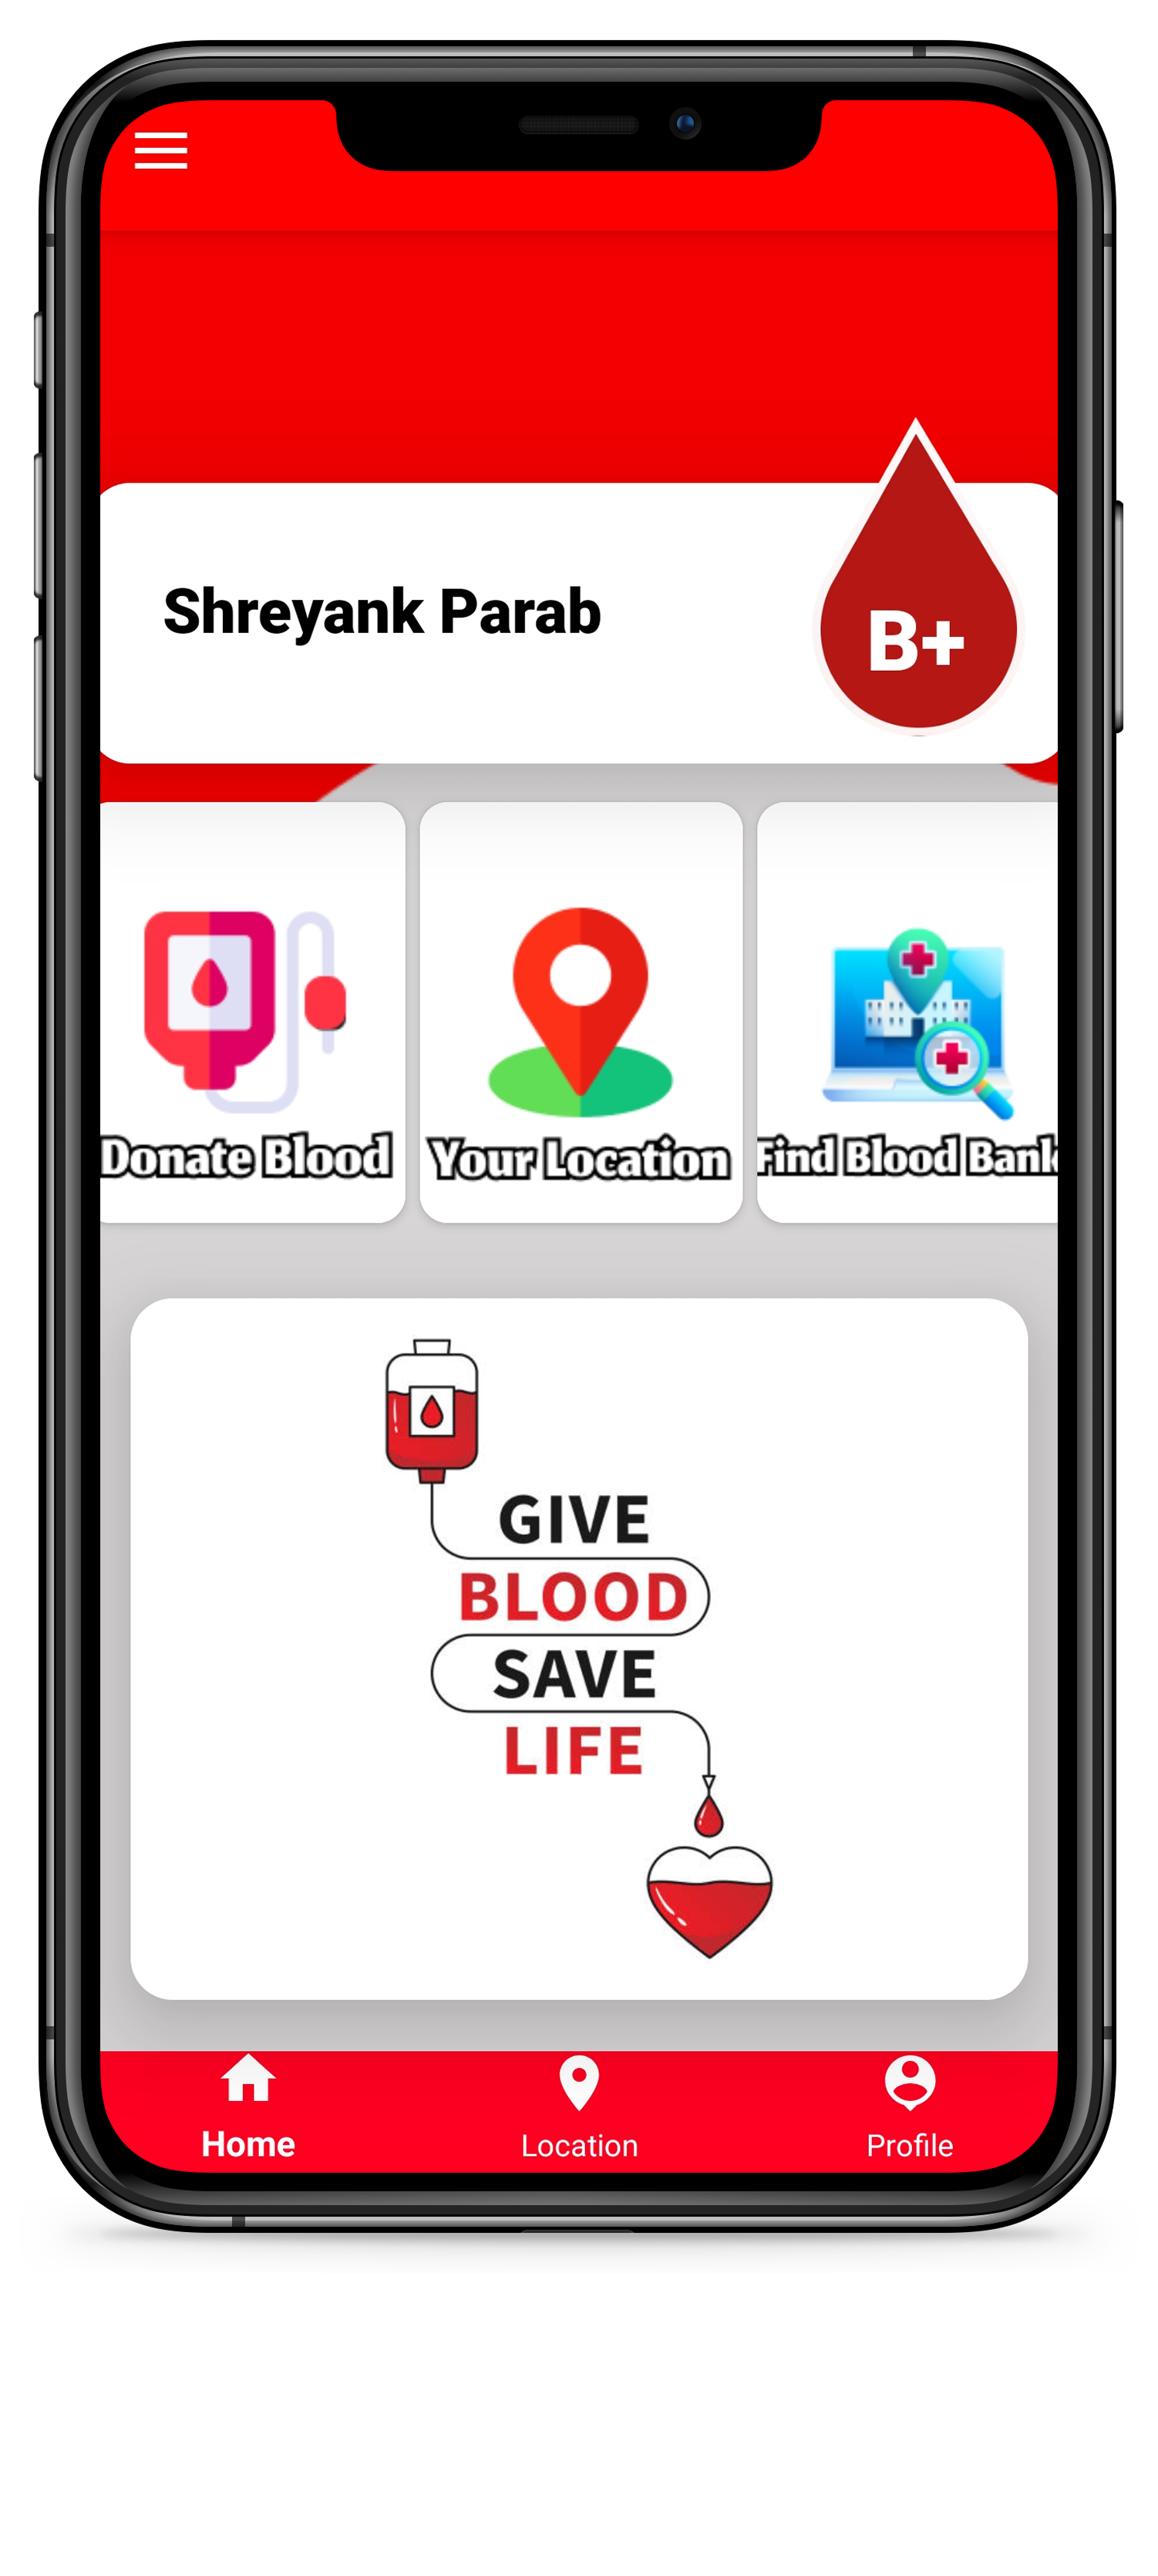 Shreyank Parab
B+
Donate Blood
Your Location
Find Blood Bank
GIVE
BLOOD
SAVE
LIFE
Home
Location
Profile